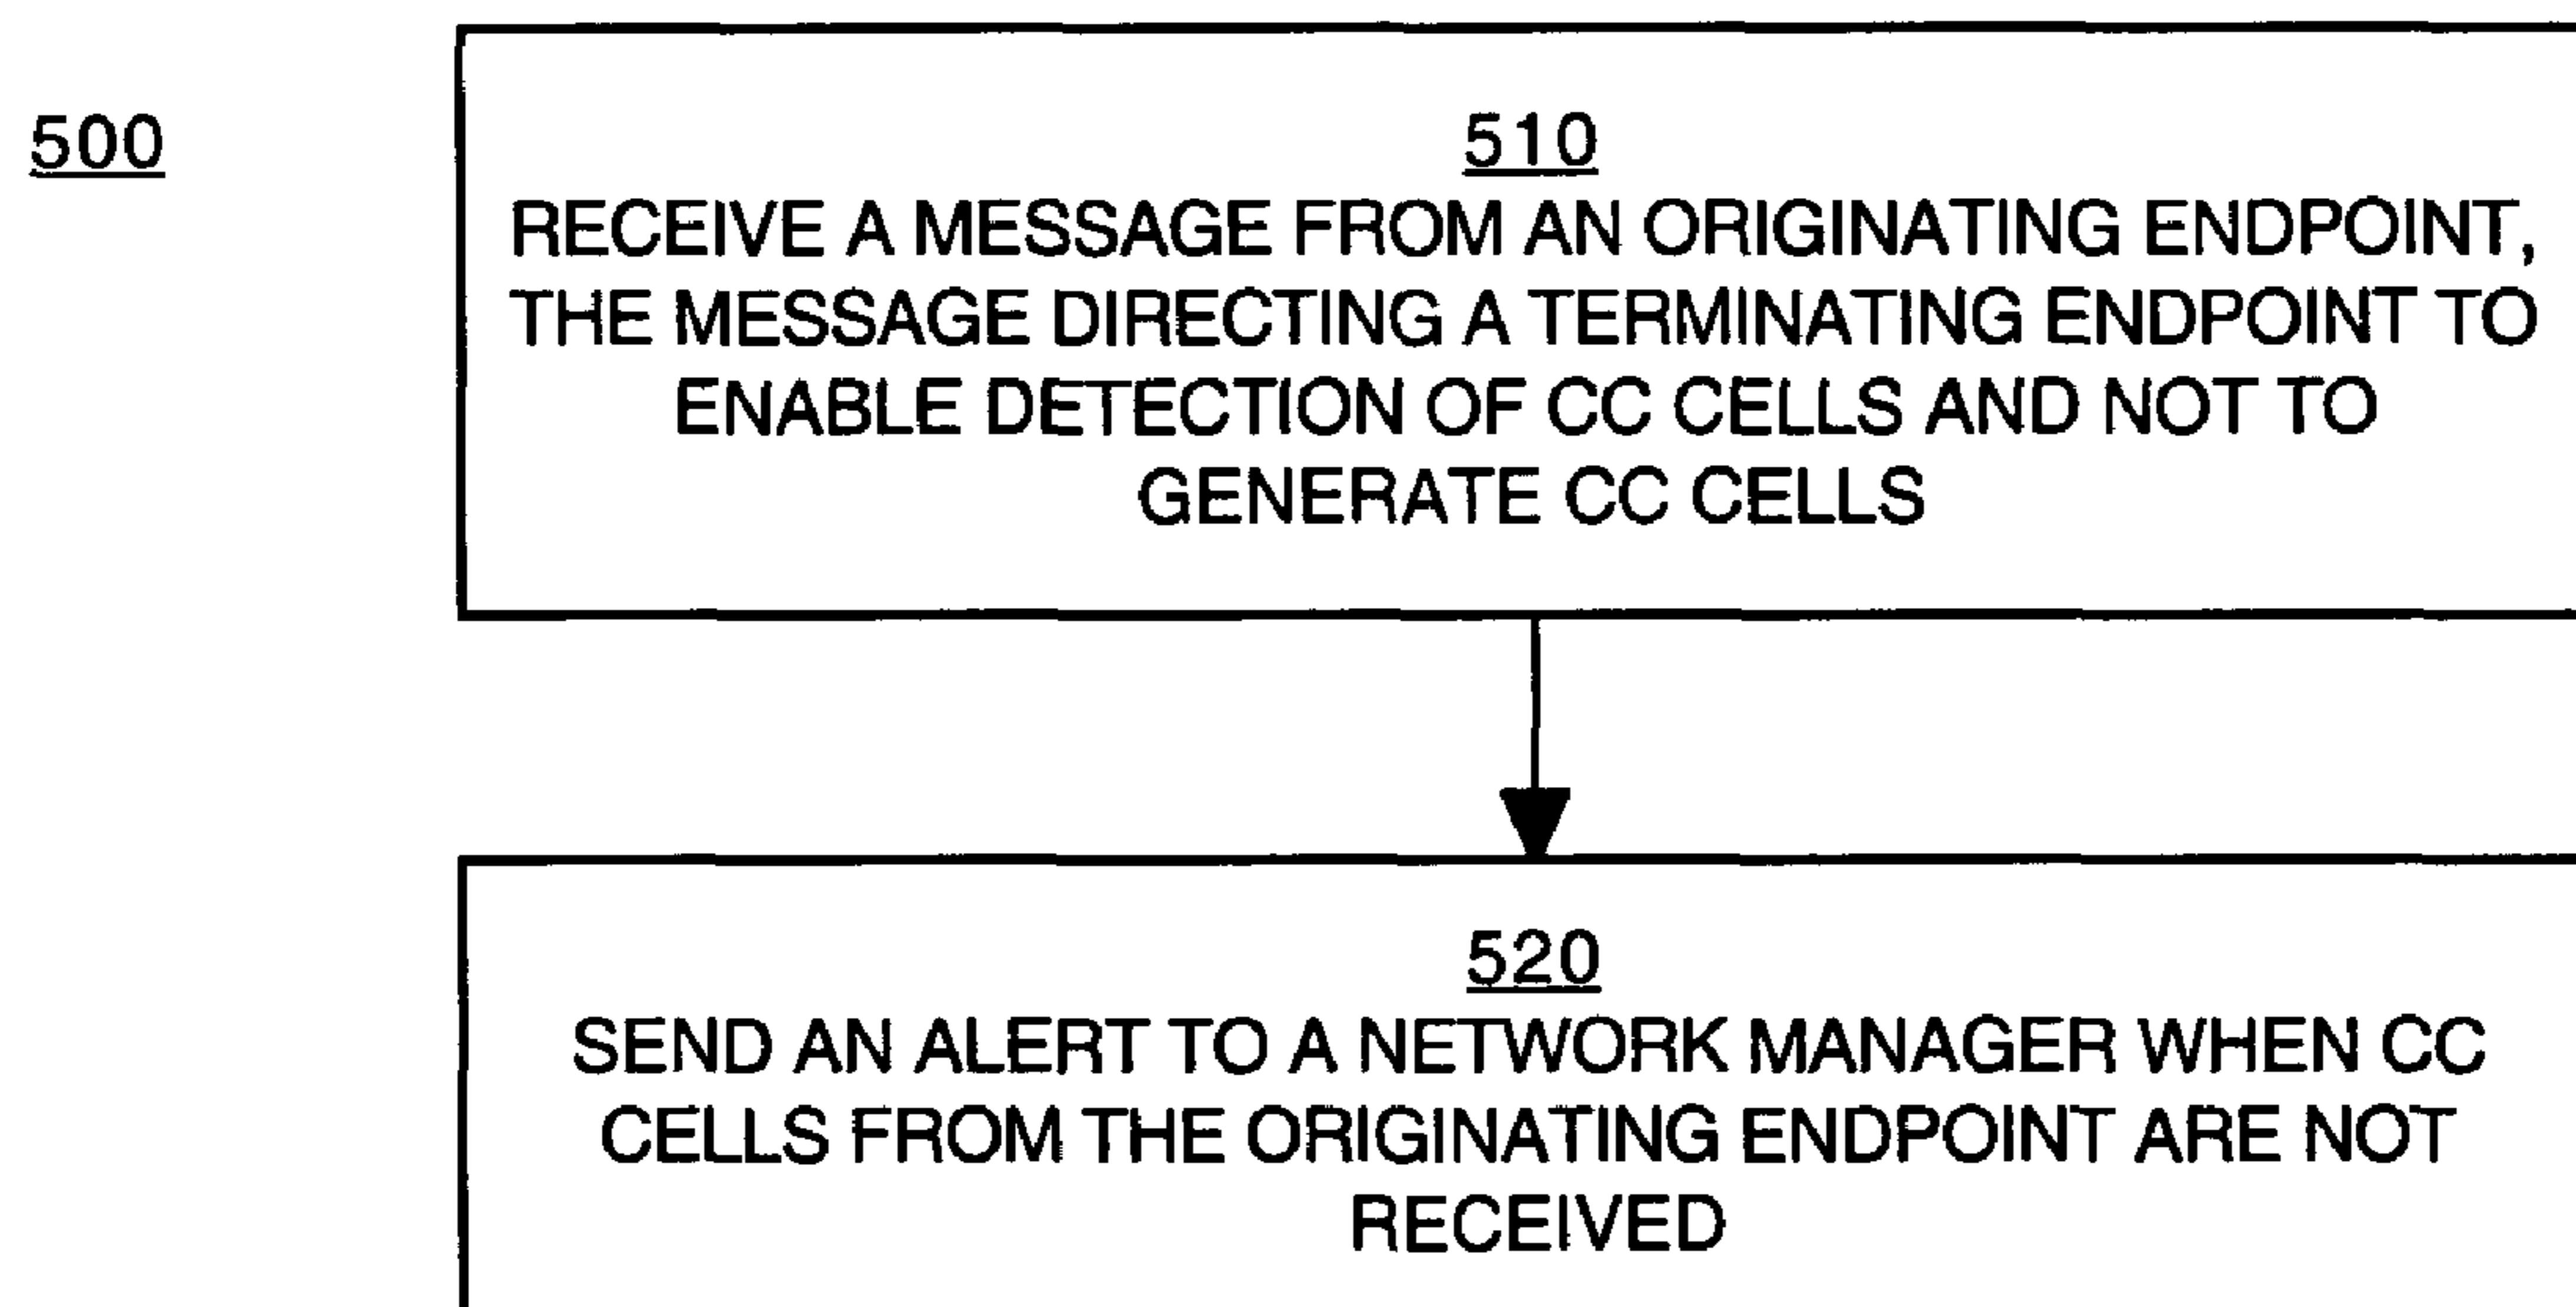 500
510
RECEIVE A MESSAGE FROM AN ORIGINATING ENDPOINT,
THE MESSAGE DIRECTING A TERMINATING ENDPOINT TO
ENABLE DETECTION OF CC CELLS AND NOT TO
GENERATE CC CELLS
520
SEND AN ALERT TO A NETWORK MANAGER WHEN CC
CELLS FROM THE ORIGINATING ENDPOINT ARE NOT
RECEIVED